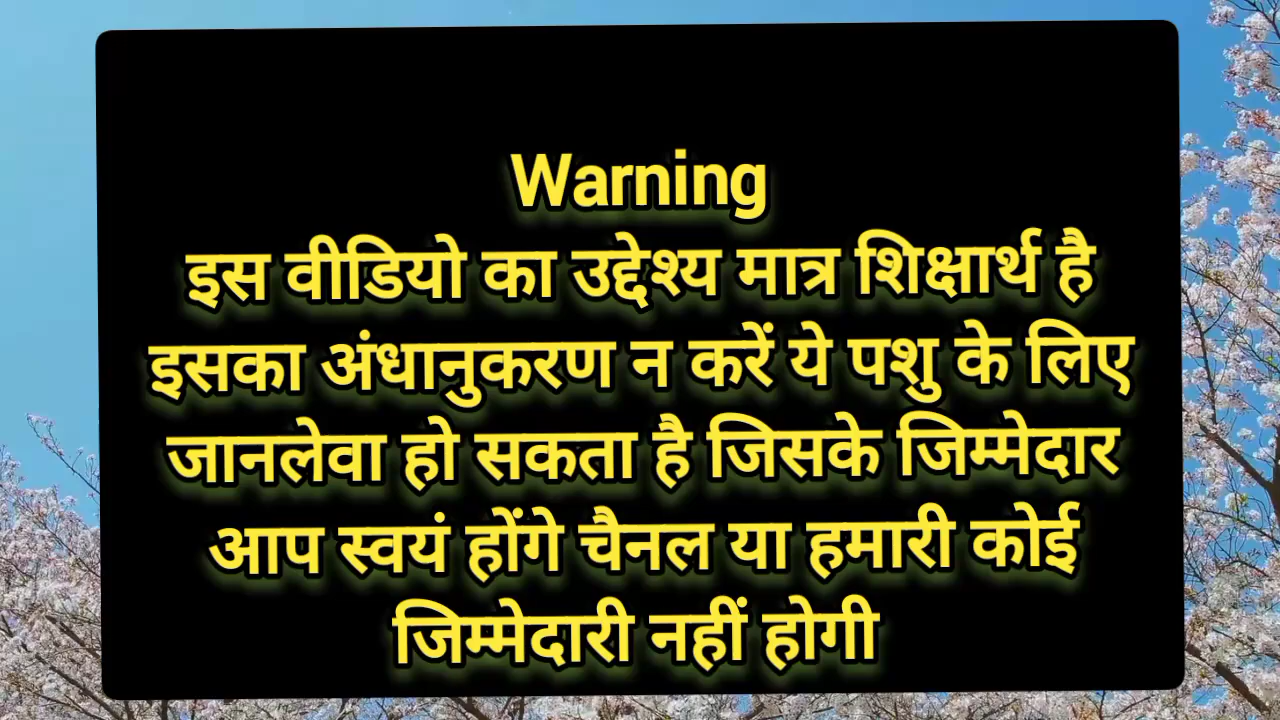 Warning
इस वीडियो का उद्देश्य मात्र शिक्षार्थ है
इसका अंधानुकरण न करें ये पशु के लिए
जानलेवा हो सकता है जिसके जिम्मेदार
आप स्वयं होंगे चैनल या हमारी कोई
जिम्मेदारी नहीं होगी